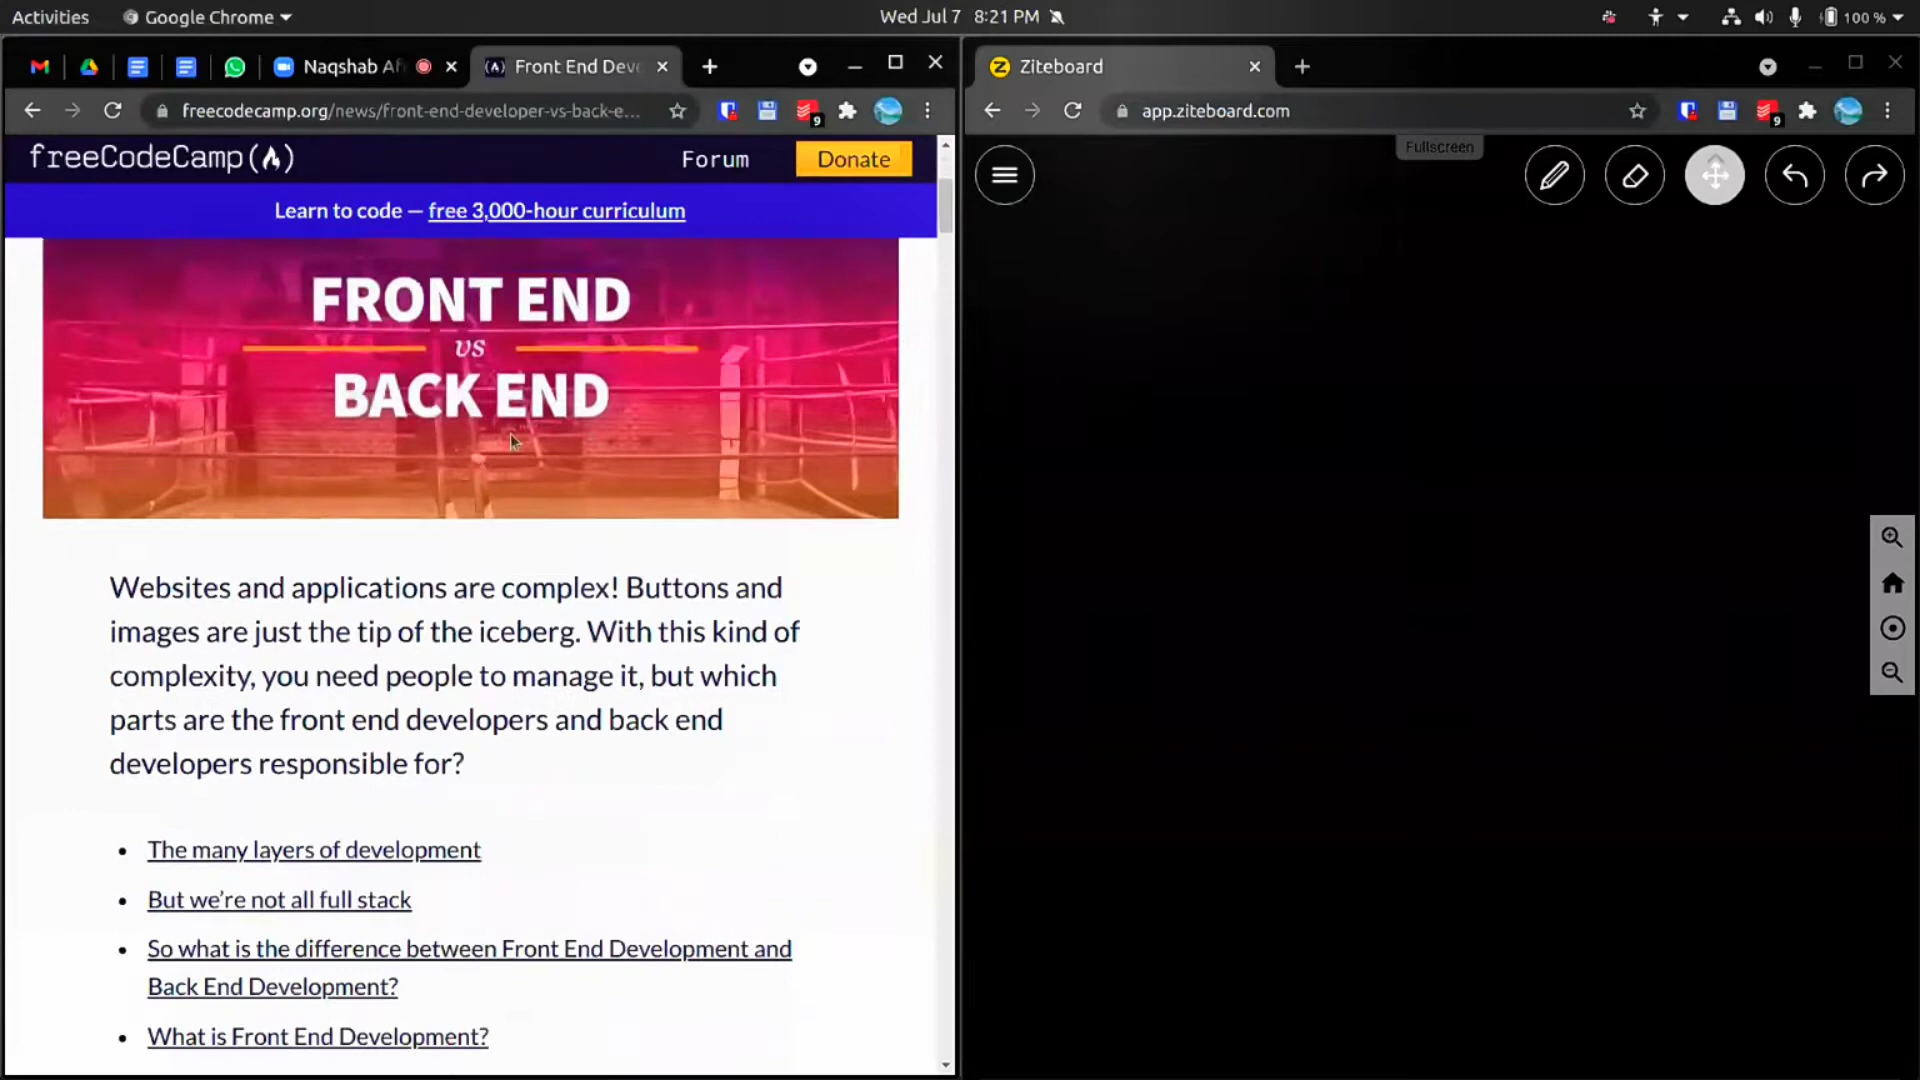 Activities
Google Chrome
Wed Jul 7 8:21 PM
100 %
Naqshab Af
Front End Dev
freecodecamp.org/news/front-end-developer-vs-back-e...
9
freeCodeCamp
Forum
Donate
Learn to code — free 3,000-hour curriculum
FRONT END
vs
BACK END
Websites and applications are complex! Buttons and
images are just the tip of the iceberg. With this kind of
complexity, you need people to manage it, but which
parts are the front end developers and back end
developers responsible for?
• The many layers of development
• But we’re not all full stack
• So what is the difference between Front End Development and
Back End Development?
• What is Front End Development?
Ziteboard
app.ziteboard.com
9
Fullscreen